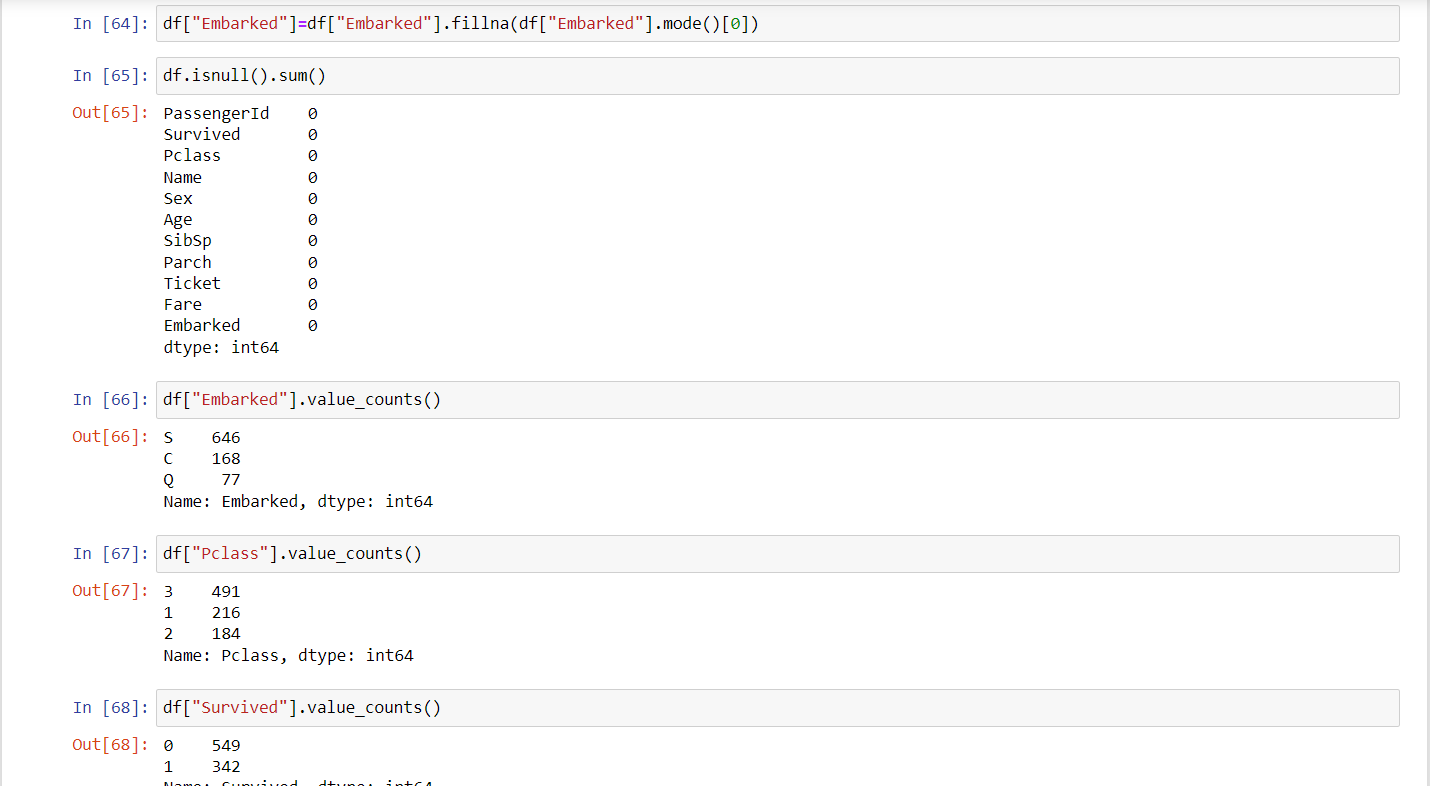 In [64]: df["Embarked"]=df["Embarked"].fillna(df["Embarked"].mode()[0])
In [65]: df.isnull().sum()
Out[65]: PassengerId    0
Survived       0
Pclass         0
Name           0
Sex            0
Age            0
SibSp          0
Parch          0
Ticket         0
Fare           0
Embarked       0
dtype: int64
In [66]: df["Embarked"].value_counts()
Out[66]: S    646
C    168
Q     77
Name: Embarked, dtype: int64
In [67]: df["Pclass"].value_counts()
Out[67]: 3    491
1    216
2    184
Name: Pclass, dtype: int64
In [68]: df["Survived"].value_counts()
Out[68]: 0    549
1    342
Name: Survived, dtype: int64